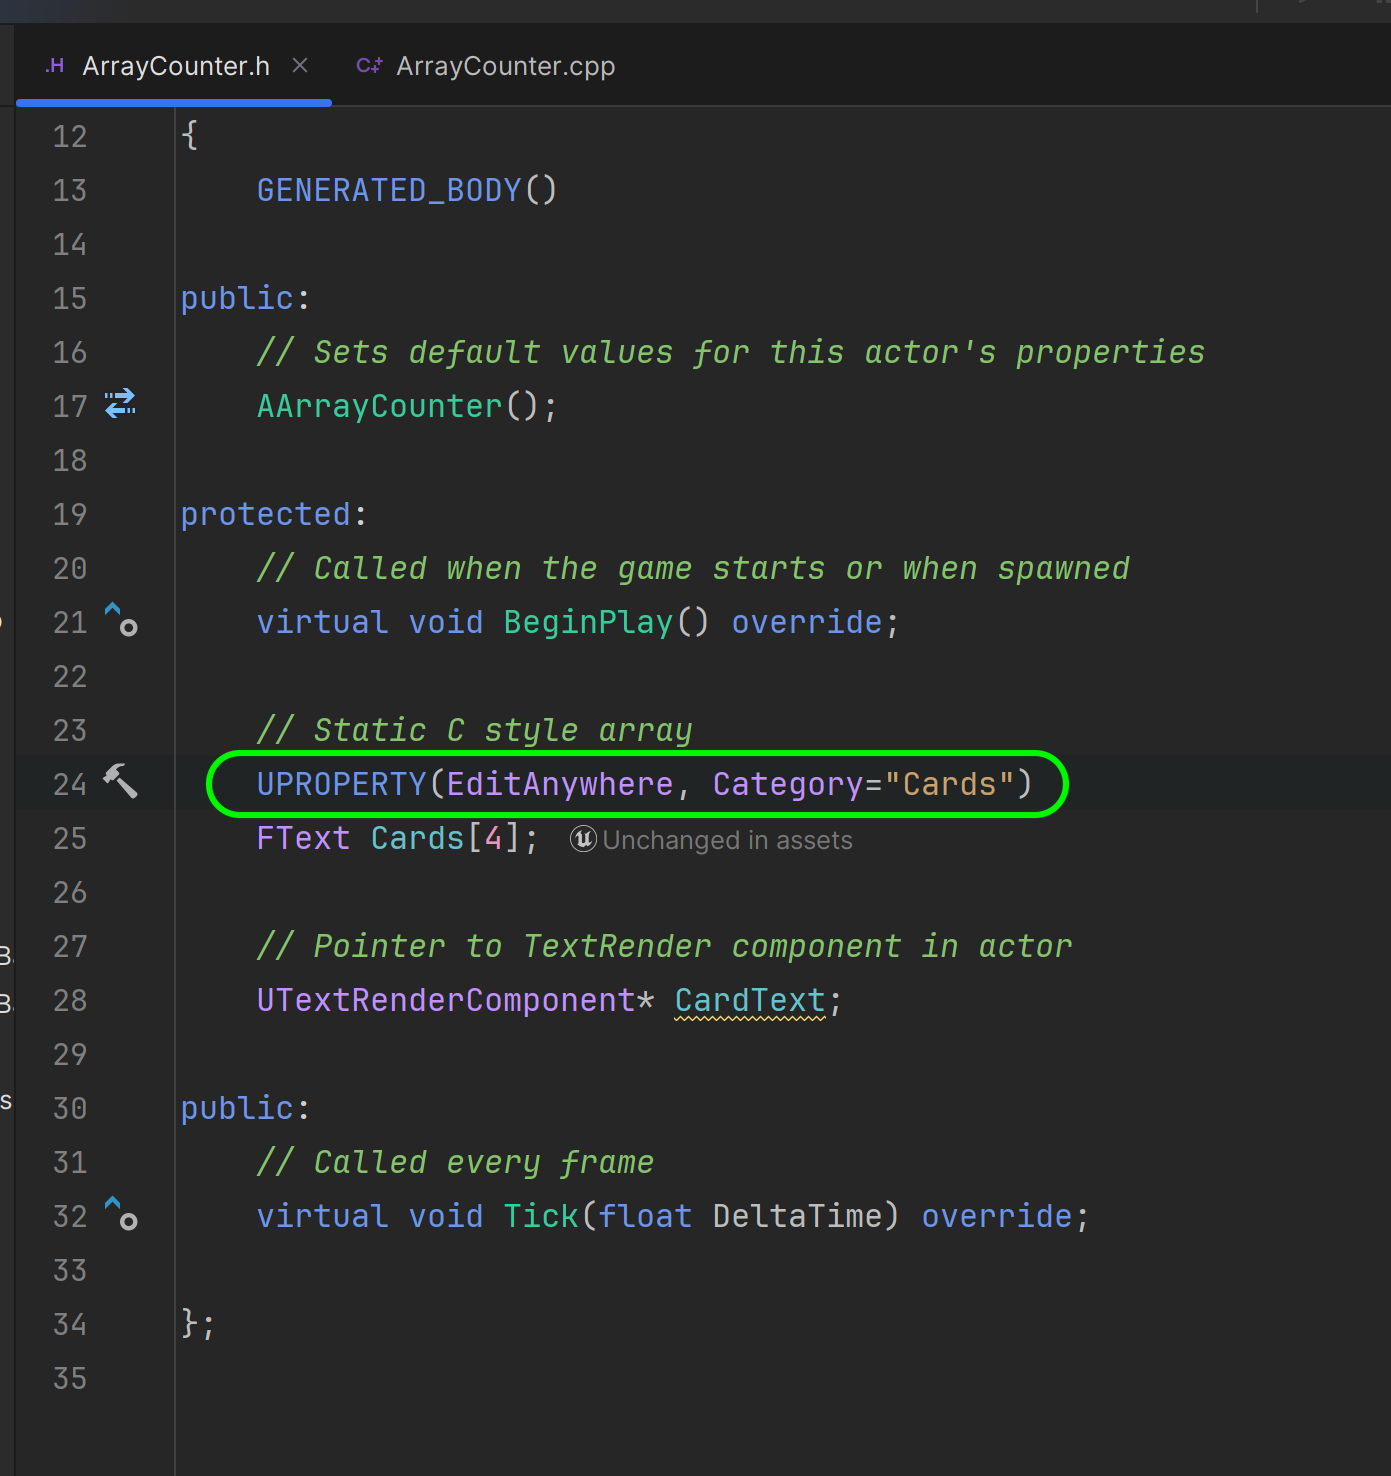 .H ArrayCounter.h × C++ ArrayCounter.cpp
12 {
13 GENERATED_BODY()
14
15 public:
16 // Sets default values for this actor's properties
17 AArrayCounter();
18
19 protected:
20 // Called when the game starts or when spawned
21 virtual void BeginPlay() override;
22
23 // Static C style array
24 UPROPERTY(EditAnywhere, Category="Cards")
25 FText Cards[4]; Unchanged in assets
26
27 // Pointer to TextRender component in actor
28 UTextRenderComponent* CardText;
29
30 public:
31 // Called every frame
32 virtual void Tick(float DeltaTime) override;
33
34 };
35